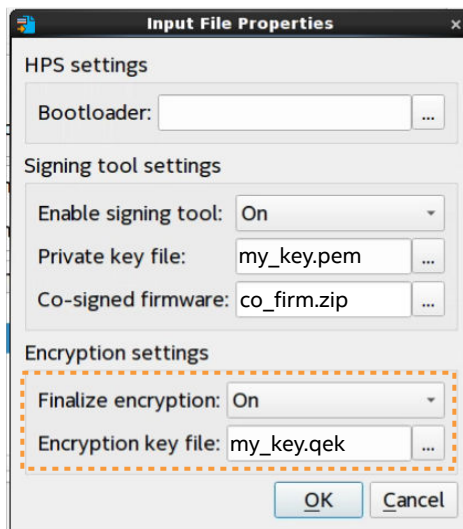 Input File Properties
HPS settings
Bootloader: ...
Signing tool settings
Enable signing tool: On
Private key file: my_key.pem ...
Co-signed firmware: co_firm.zip ...
Encryption settings
Finalize encryption: On
Encryption key file: my_key.qek ...
OK Cancel